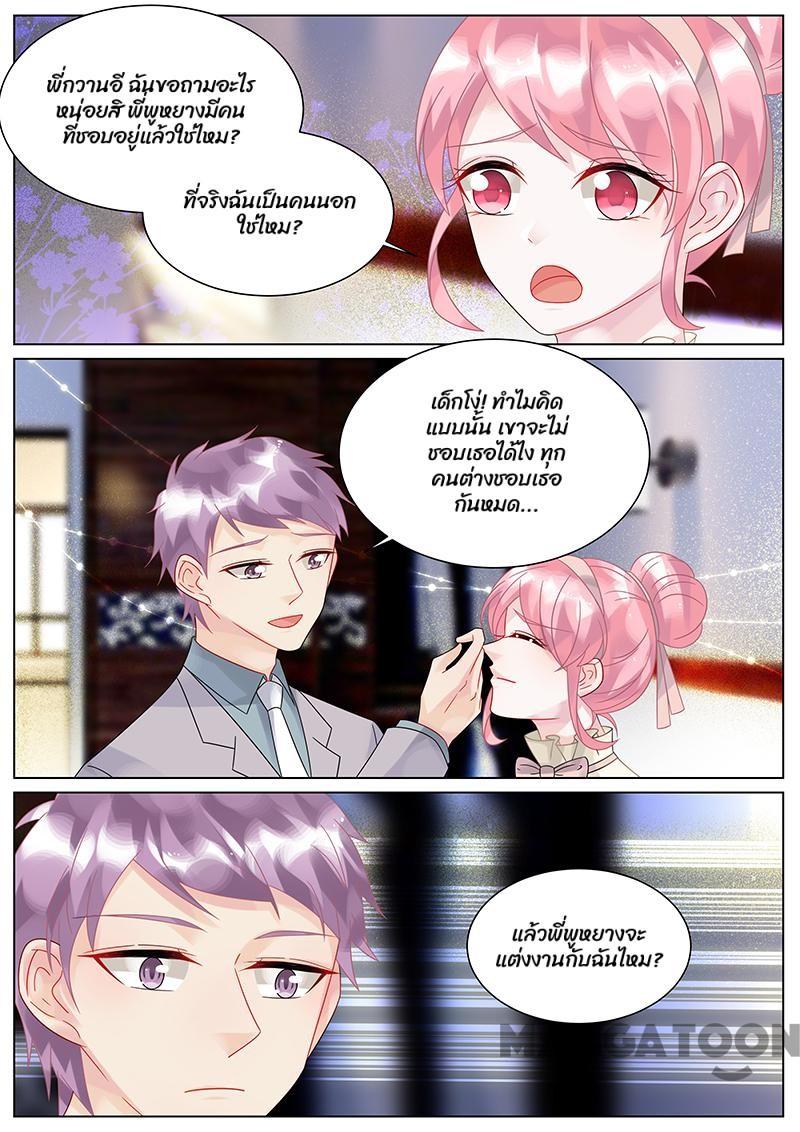 พี่กวานอี ฉันขอถามอะไร
หน่อยสิ พี่ฟูหยางมีคน
ที่ชอบอยู่แล้วใช่ไหม?
ที่จริงฉันเป็นคนนอก
ใช่ไหม?
เด็กโง่! ทำไมคิด
แบบนั้น เขาจะไม่
ชอบเธอได้ไง ทุก
คนต่างชอบเธอ
กันหมด...
แล้วพี่ฟูหยางจะ
แต่งงานกับฉันไหม?
MANGATOON